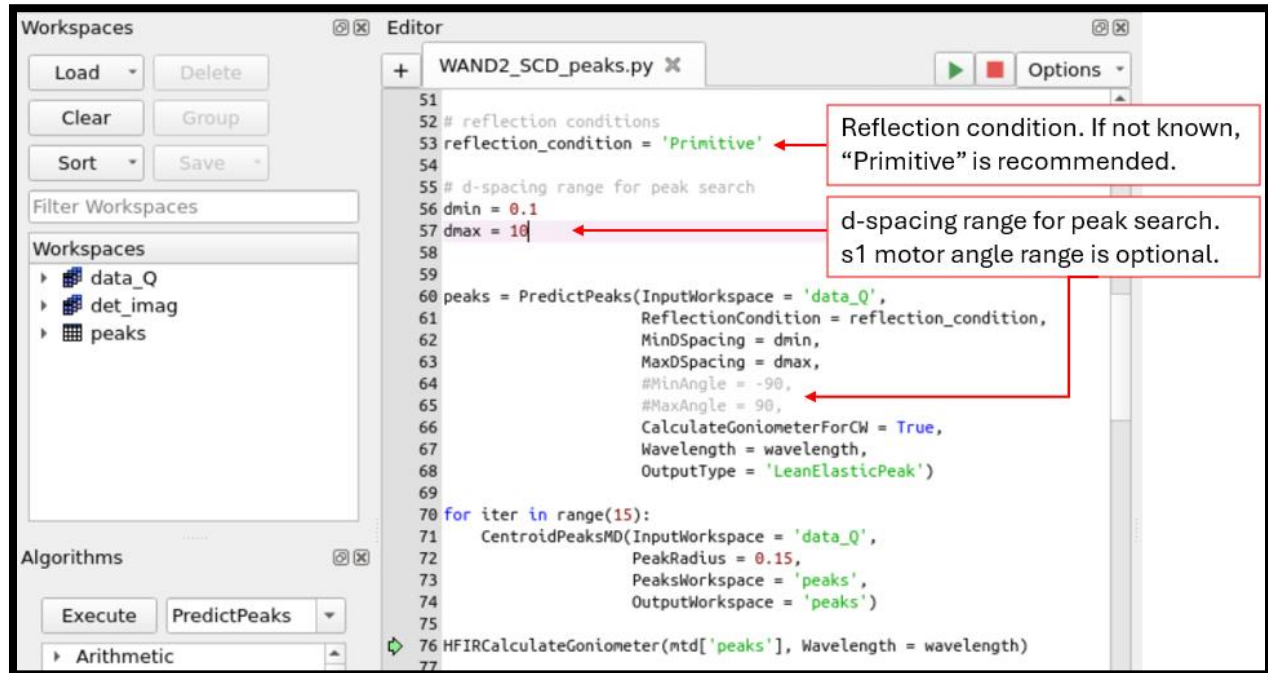 Workspaces
Load
Delete
Clear
Group
Sort
Save
Filter Workspaces
Workspaces
data_Q
det_imag
peaks
Algorithms
Execute
PredictPeaks
Arithmetic
Editor
+
WAND2_SCD_peaks.py
Options
51
52 # reflection conditions
53 reflection_condition = 'Primitive'
54
55 # d-spacing range for peak search
56 dmin = 0.1
57 dmax = 10
58
59
60 peaks = PredictPeaks(InputWorkspace = 'data_Q',
61 ReflectionCondition = reflection_condition,
62 MinDSpacing = dmin,
63 MaxDSpacing = dmax,
64 #MinAngle = -90,
65 #MaxAngle = 90,
66 CalculateGoniometerForCW = True,
67 Wavelength = wavelength,
68 OutputType = 'LeanElasticPeak')
69
70 for iter in range(15):
71 CentroidPeaksMD(InputWorkspace = 'data_Q',
72 PeakRadius = 0.15,
73 PeaksWorkspace = 'peaks',
74 OutputWorkspace = 'peaks')
75
76 HFIRCalculateGoniometer(mtd['peaks'], Wavelength = wavelength)
77
Reflection condition. If not known,
“Primitive” is recommended.
d-spacing range for peak search.
s1 motor angle range is optional.